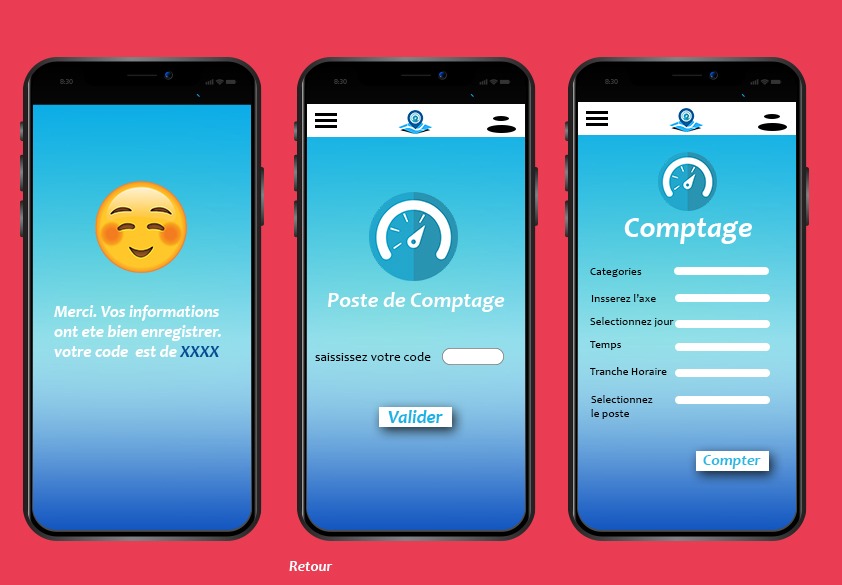 8:30
Merci. Vos informations
ont ete bien enregistrer.
votre code est de XXXX
8:30
Poste de Comptage
saississez votre code
Valider
8:30
Comptage
Categories
Insserez l'axe
Selectionnez jour
Temps
Tranche Horaire
Selectionnez
le poste
Compter
Retour